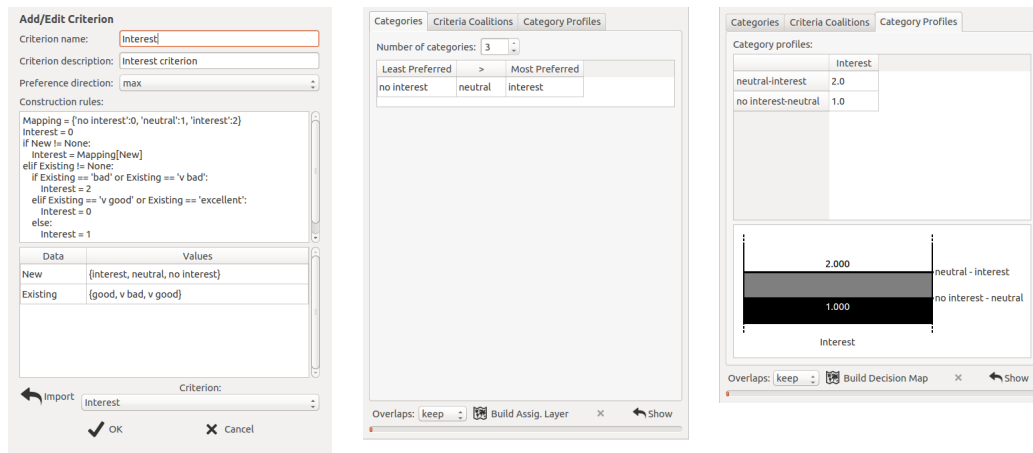 Add/Edit Criterion
Criterion name: Interest
Criterion description: Interest criterion
Preference direction: max
Construction rules:
Mapping = {'no interest':0, 'neutral':1, 'interest':2}
Interest = 0
if New != None:
Interest = Mapping[New]
elif Existing != None:
if Existing == 'bad' or Existing == 'v bad':
Interest = 2
elif Existing == 'v good' or Existing == 'excellent':
Interest = 0
else:
Interest = 1
Data Values
New {interest, neutral, no interest}
Existing {good, v bad, v good}
Import
Criterion:
Interest
OK Cancel
Categories Criteria Coalitions Category Profiles
Number of categories: 3
Least Preferred > Most Preferred
no interest neutral interest
Overlaps: keep Build Assig. Layer Show
Categories Criteria Coalitions Category Profiles
Category profiles:
Interest
neutral-interest 2.0
no interest-neutral 1.0
2.000
neutral - interest
no interest - neutral
1.000
Interest
Overlaps: keep Build Decision Map Show